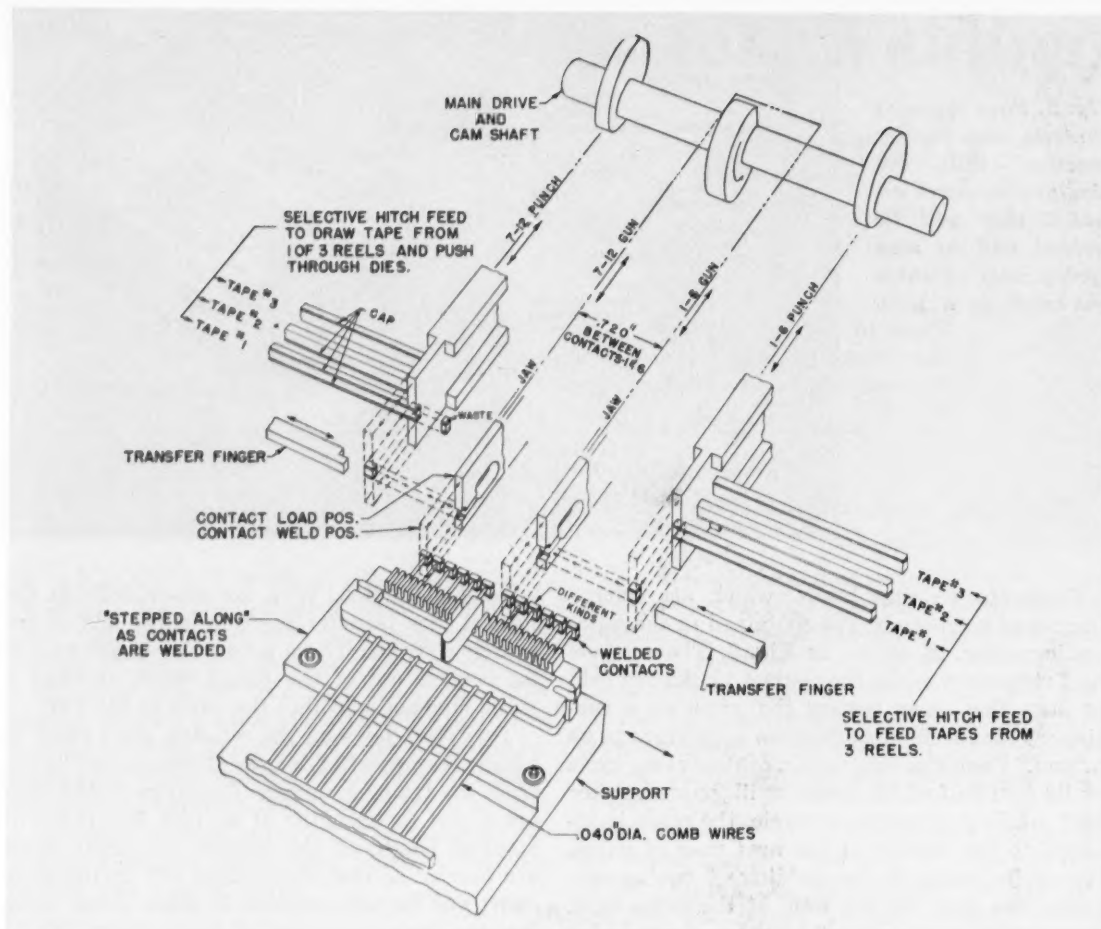 MAIN DRIVE
AND
CAM SHAFT
7-12 PUNCH
7-12 GUN
1-6 GUN
1-6 PUNCH
SELECTIVE HITCH FEED
TO DRAW TAPE FROM
1 OF 3 REELS AND PUSH
THROUGH DIES.
TAPE #3
TAPE #2
TAPE #1
CAP
.720"
BETWEEN
CONTACTS-1&6
JAW
JAW
WASTE
TRANSFER FINGER
CONTACT LOAD POS.
CONTACT WELD POS.
"STEPPED ALONG"
AS CONTACTS
ARE WELDED
DIFFERENT
KINDS
WELDED
CONTACTS
TAPE #3
TAPE #2
TAPE #1
TRANSFER FINGER
SELECTIVE HITCH FEED
TO FEED TAPES FROM
3 REELS.
SUPPORT
.040" DIA. COMB WIRES